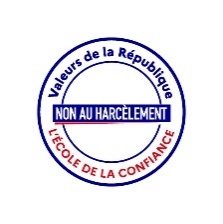 Valeurs de la République
NON AU HARCÈLEMENT
L'ÉCOLE DE LA CONFIANCE